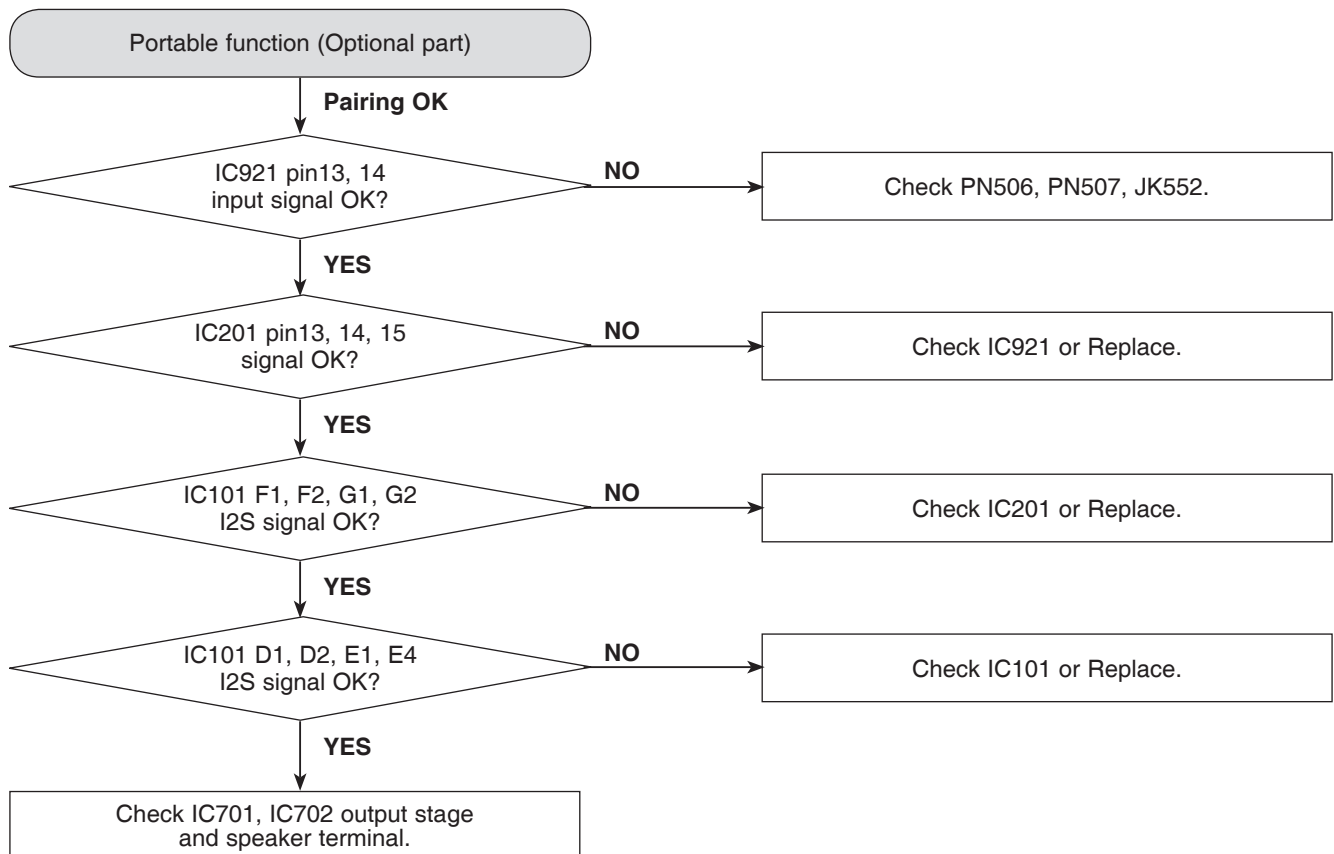 Portable function (Optional part)
Pairing OK
IC921 pin13, 14
input signal OK?
NO
Check PN506, PN507, JK552.
YES
IC201 pin13, 14, 15
signal OK?
NO
Check IC921 or Replace.
YES
IC101 F1, F2, G1, G2
I2S signal OK?
NO
Check IC201 or Replace.
YES
IC101 D1, D2, E1, E4
I2S signal OK?
NO
Check IC101 or Replace.
YES
Check IC701, IC702 output stage
and speaker terminal.